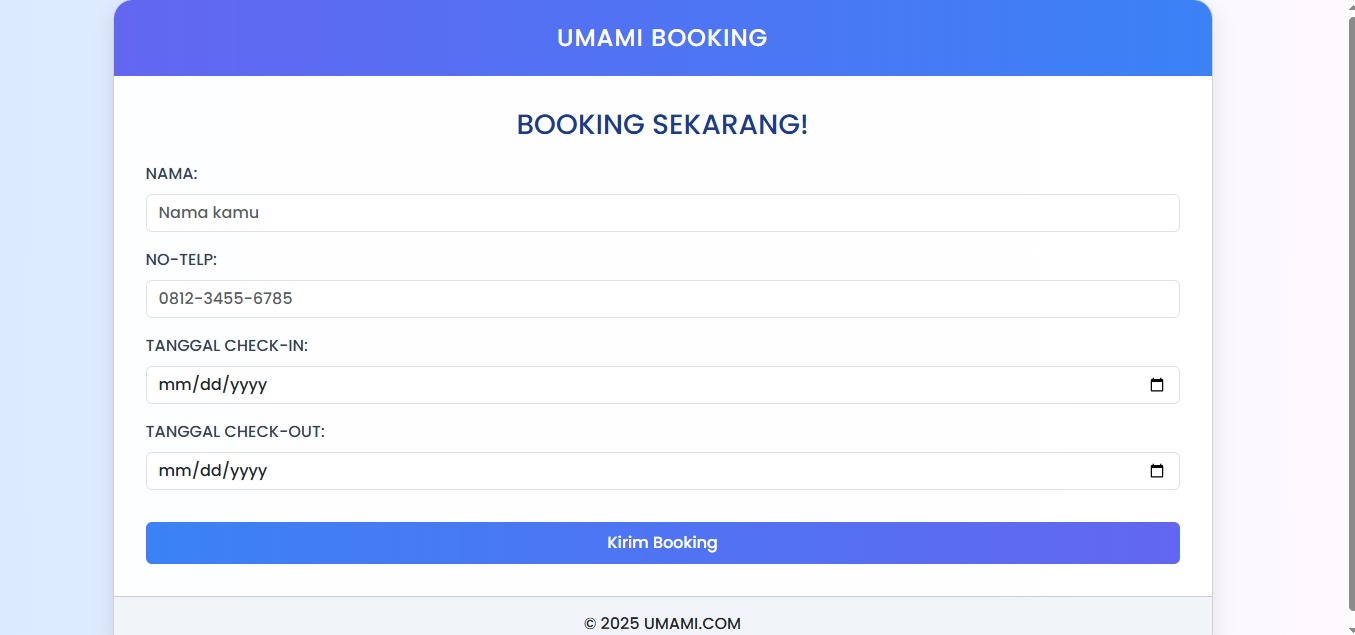 UMAMI BOOKING
BOOKING SEKARANG!
NAMA:
Nama kamu
NO-TELP:
0812-3455-6785
TANGGAL CHECK-IN:
mm/dd/yyyy
TANGGAL CHECK-OUT:
mm/dd/yyyy
Kirim Booking
© 2025 UMAMI.COM